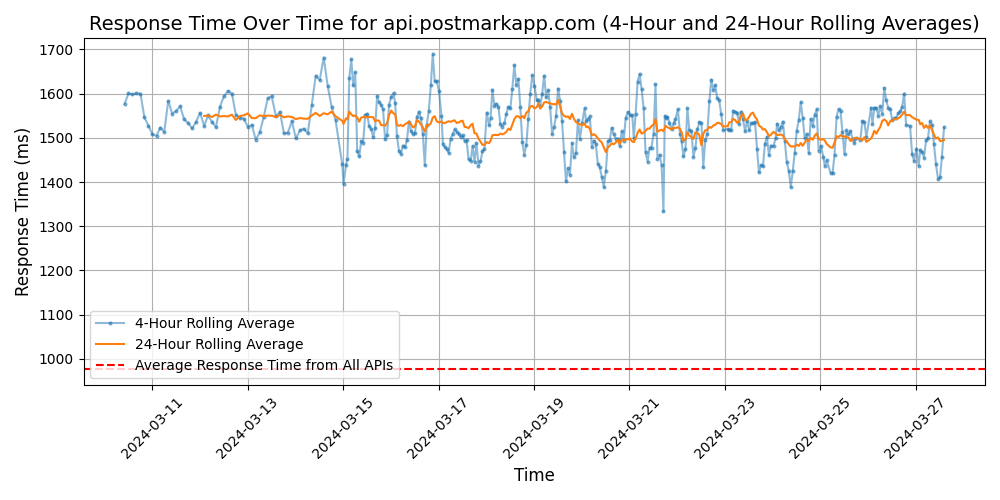 Response Time Over Time for api.postmarkapp.com (4-Hour and 24-Hour Rolling Averages)
Response Time (ms)
1700
1600
1500
1400
1300
1200
1100
1000
4-Hour Rolling Average
24-Hour Rolling Average
Average Response Time from All APIs
2024-03-11
2024-03-13
2024-03-15
2024-03-17
2024-03-19
2024-03-21
2024-03-23
2024-03-25
2024-03-27
Time